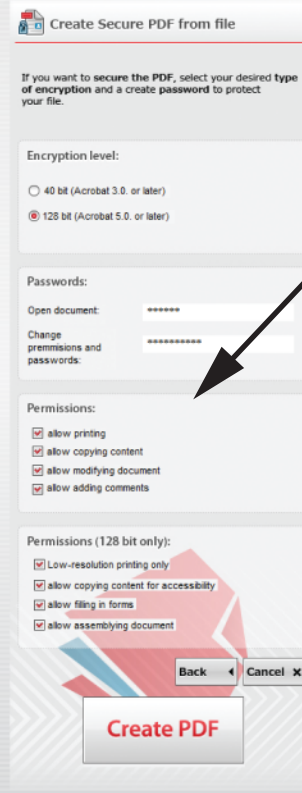 Create Secure PDF from file
If you want to secure the PDF, select your desired type
of encryption and a create password to protect
your file.
Encryption level:
40 bit (Acrobat 3.0. or later)
128 bit (Acrobat 5.0. or later)
Passwords:
Open document: ******
Change
premmisions and
passwords: **********
Permissions:
allow printing
allow copying content
allow modifying document
allow adding comments
Permissions (128 bit only):
Low-resolution printing only
allow copying content for accessibility
allow filling in forms
allow assemblying document
Back Cancel x
Create PDF